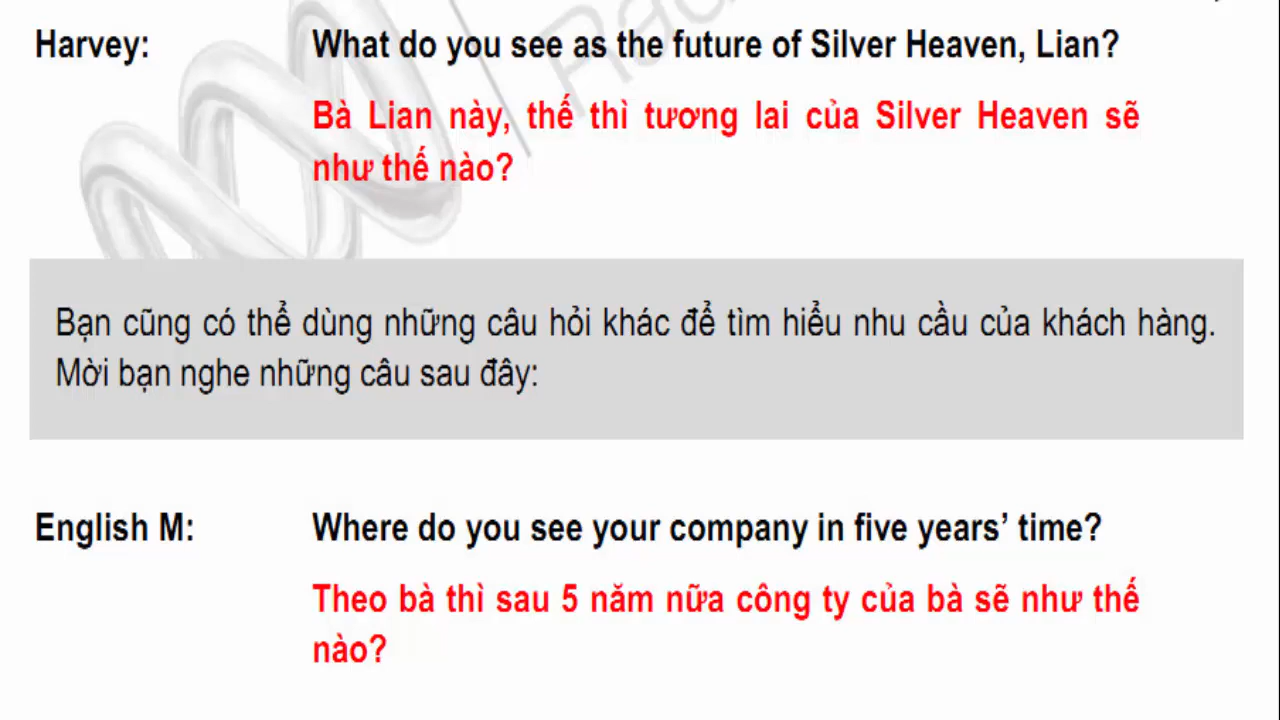 Harvey: What do you see as the future of Silver Heaven, Lian?
Bà Lian này, thế thì tương lai của Silver Heaven sẽ
như thế nào?
Bạn cũng có thể dùng những câu hỏi khác để tìm hiểu nhu cầu của khách hàng.
Mời bạn nghe những câu sau đây:
English M: Where do you see your company in five years’ time?
Theo bà thì sau 5 năm nữa công ty của bà sẽ như thế
nào?